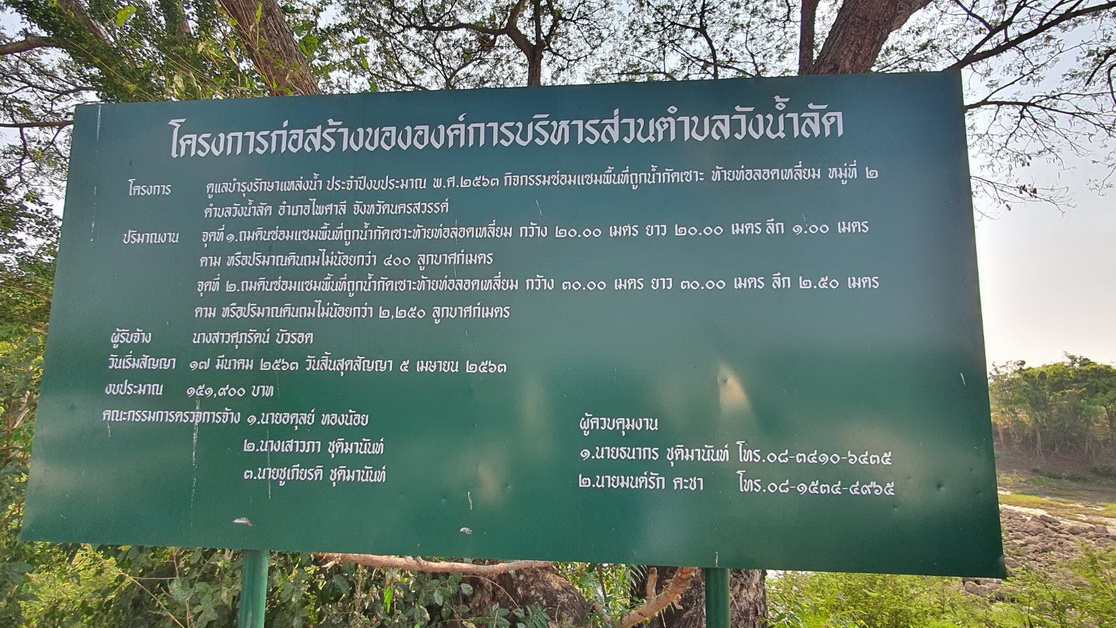 โครงการก่อสร้างขององค์การบริหารส่วนตำบลวังน้ำลัด
โครงการ ดูแลบำรุงรักษาแหล่งน้ำ ประจำปีงบประมาณ พ.ศ.๒๕๖๓ กิจกรรมซ่อมแซมพื้นที่ถูกน้ำกัดเซาะ ท้ายท่อลอดเหลี่ยม หมู่ที่ ๒
ตำบลวังน้ำลัด อำเภอไพศาลี จังหวัดนครสวรรค์
ปริมาณงาน จุดที่ ๑.ถมดินซ่อมแซมพื้นที่ถูกน้ำกัดเซาะท้ายท่อลอดเหลี่ยม กว้าง ๒๐.๐๐ เมตร ยาว ๒๐.๐๐ เมตร ลึก ๑.๐๐ เมตร
ตาม หรือปริมาณดินถมไม่น้อยกว่า ๔๐๐ ลูกบาศก์เมตร
จุดที่ ๒.ถมดินซ่อมแซมพื้นที่ถูกน้ำกัดเซาะท้ายท่อลอดเหลี่ยม กว้าง ๓๐.๐๐ เมตร ยาว ๓๐.๐๐ เมตร ลึก ๒.๕๐ เมตร
ตาม หรือปริมาณดินถมไม่น้อยกว่า ๒,๒๕๐ ลูกบาศก์เมตร
ผู้รับจ้าง นางสาวศุภรัตน์ บัวรอด
วันเริ่มสัญญา ๑๗ มีนาคม ๒๕๖๓ วันสิ้นสุดสัญญา ๕ เมษายน ๒๕๖๓
งบประมาณ ๑๕๑,๙๐๐ บาท
คณะกรรมการตรวจการจ้าง ๑.นายอดุลย์ ทองน้อย
๒.นางเสาวภา ชุติมานันท์
๓.นายชูเกียรติ ชุติมานันท์
ผู้ควบคุมงาน
๑.นายธนากร ชุติมานันท์ โทร.๐๘-๓๔๑๐-๖๔๓๕
๒.นายมนต์รัก คะชา โทร.๐๘-๑๕๓๔-๔๙๖๕